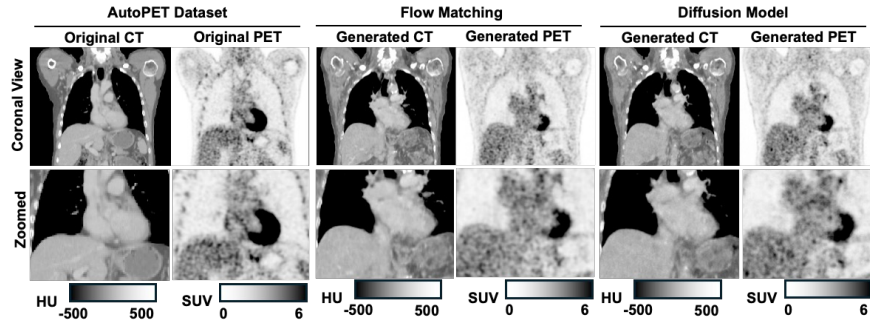 AutoPET Dataset Flow Matching Diffusion Model
Original CT Original PET Generated CT Generated PET Generated CT Generated PET
Coronal View
Zoomed
HU SUV HU SUV HU SUV
-500 500 0 6 -500 500 0 6 -500 500 0 6